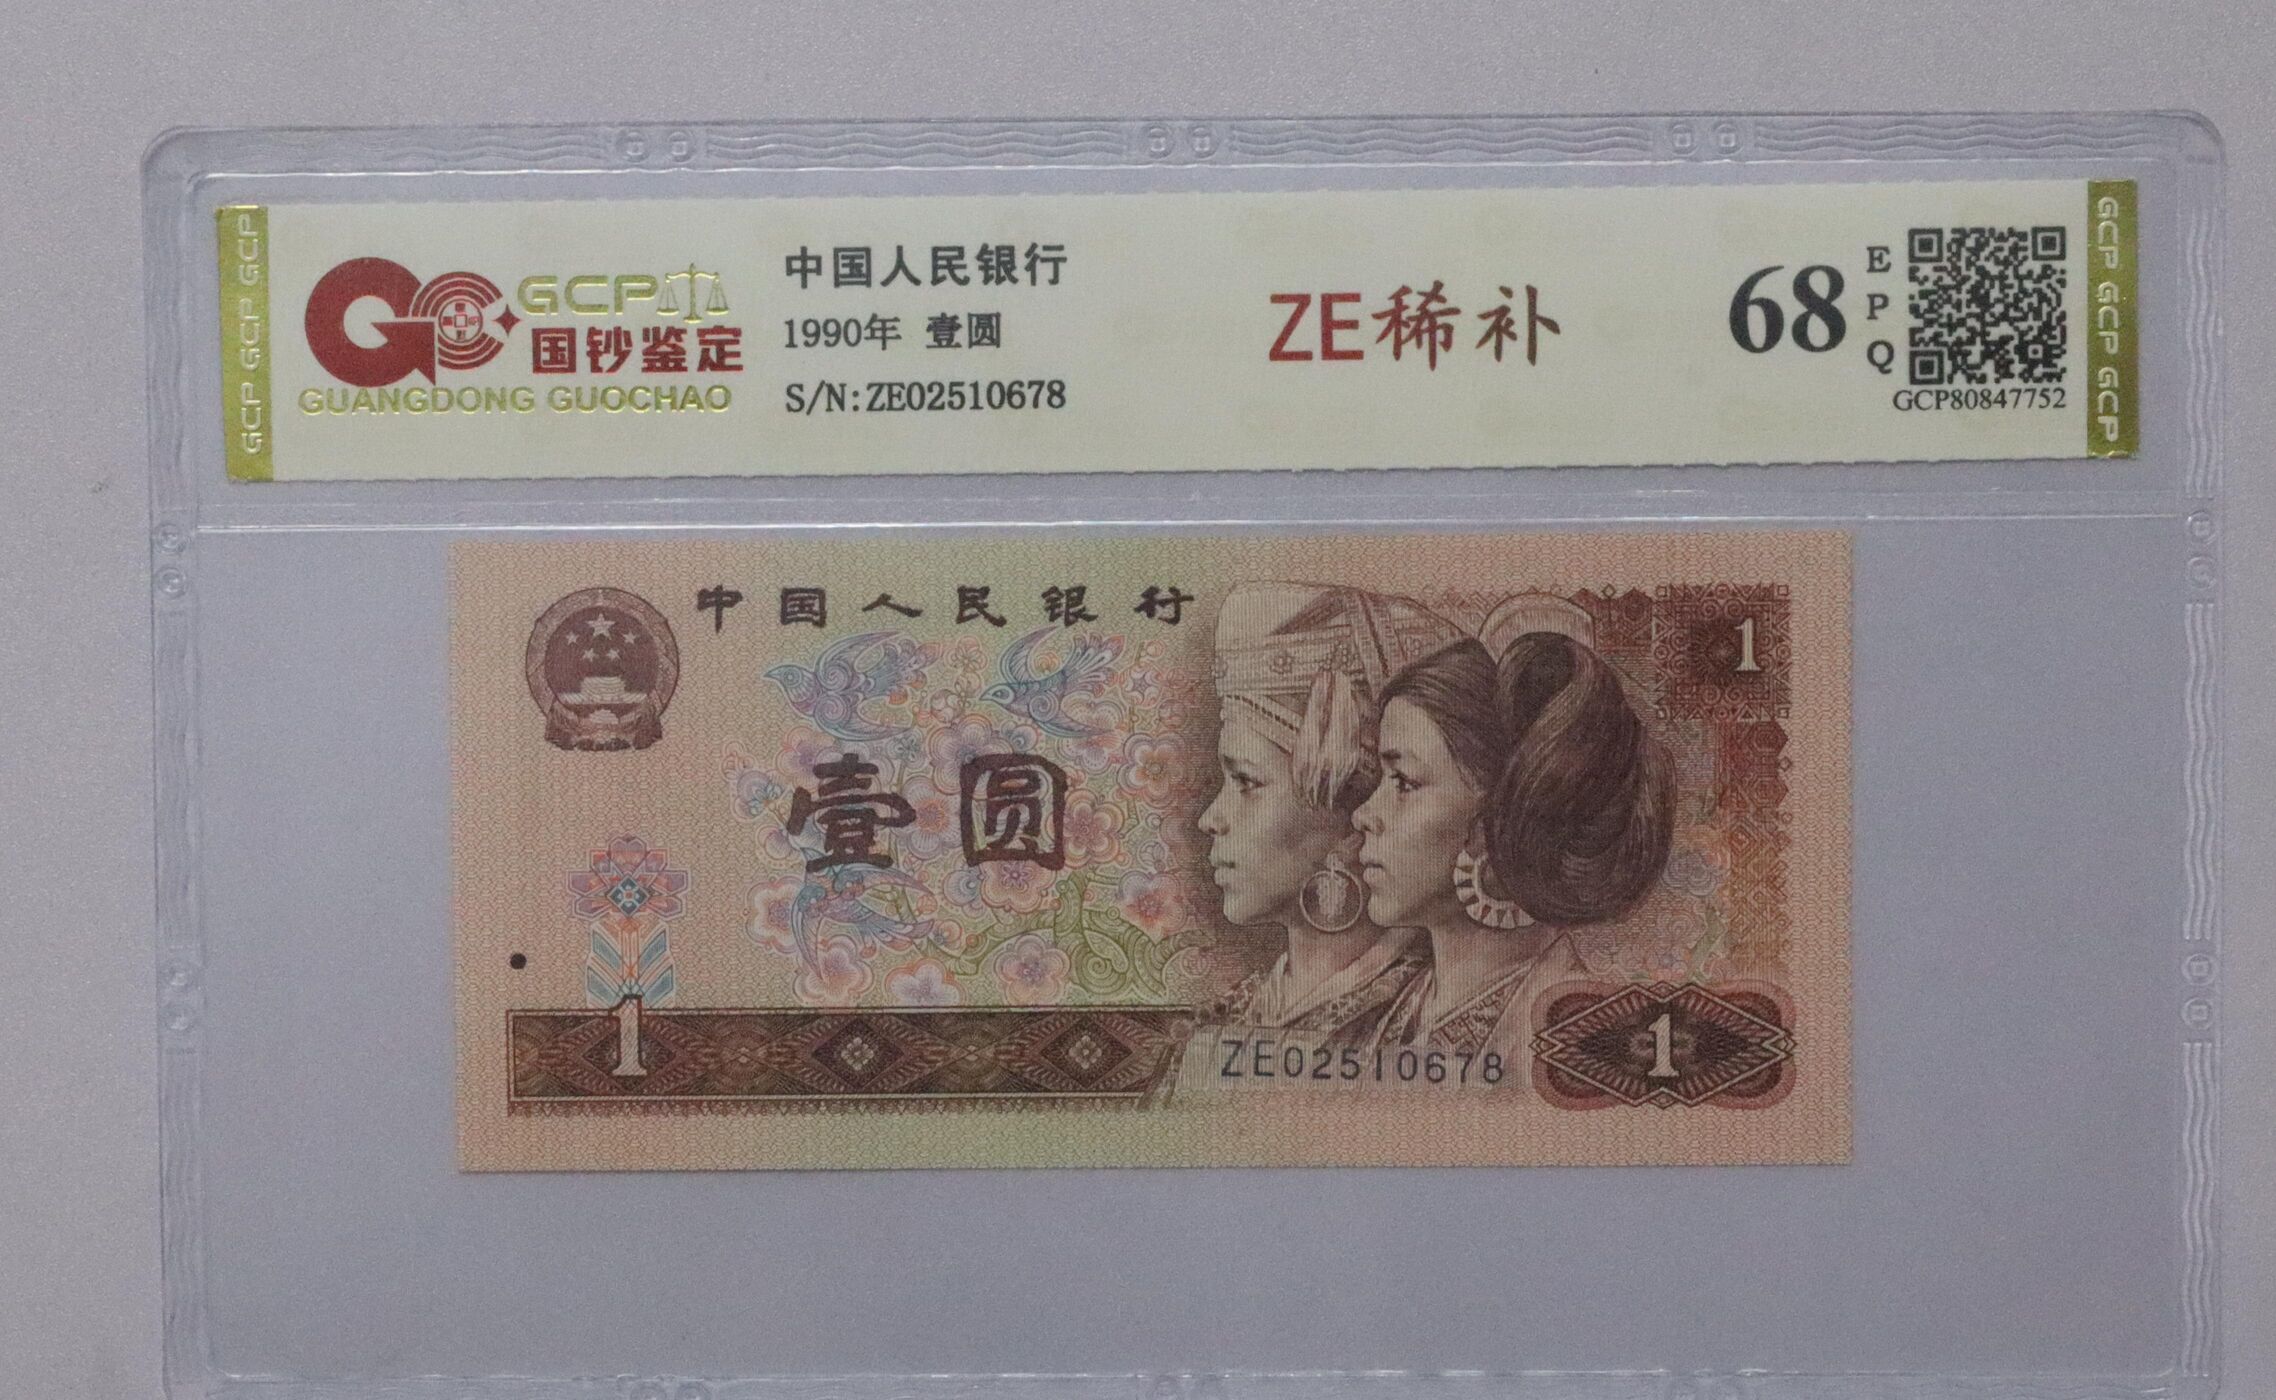 GCP GCP GCP
GCP
国钞鉴定
GUANGDONG GUOCHAO
中国人民银行
1990年 壹圆
S/N:ZE02510678
ZE稀补
68
EPQ
GCP80847752
GCP GCP GCP GCP
中国人民银行
1
壹圆
1
ZE02510678
1